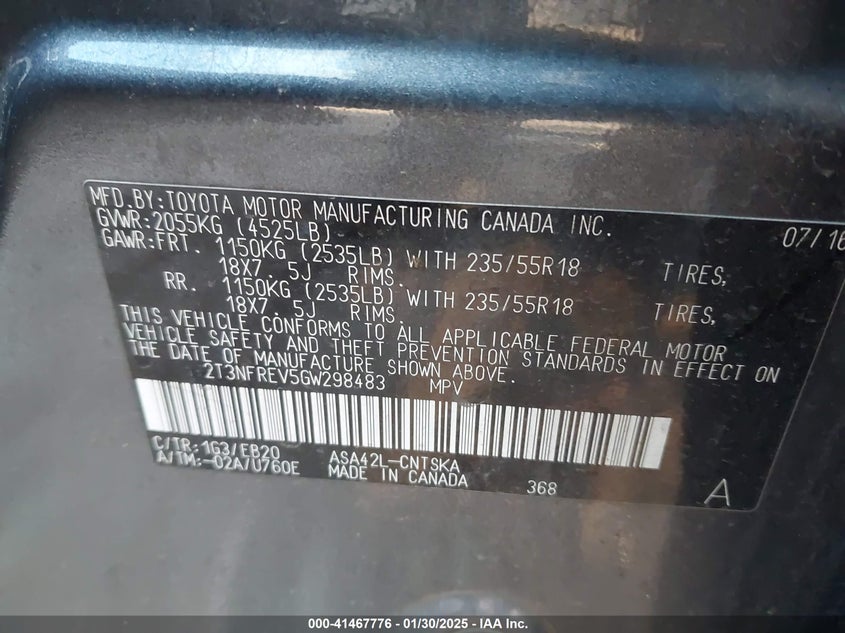 MFD.BY:TOYOTA MOTOR MANUFACTURING CANADA INC. 07/16
GVWR:2055KG (4525LB)
GAWR:FRT. 1150KG (2535LB) WITH 235/55R18 TIRES,
18X7. 5J RIMS.
RR. 1150KG (2535LB) WITH 235/55R18 TIRES,
18X7. 5J RIMS.
THIS VEHICLE CONFORMS TO ALL APPLICABLE FEDERAL MOTOR
VEHICLE SAFETY AND THEFT PREVENTION STANDARDS IN EFFECT ON
THE DATE OF MANUFACTURE SHOWN ABOVE.
2T3NFREV5GW298483 MPV
C/TR:1G3/EB20 ASA42L-CNTSKA
A/TM:-02A/U760E MADE IN CANADA 368 A
000-41467776 - 01/30/2025 - IAA Inc.